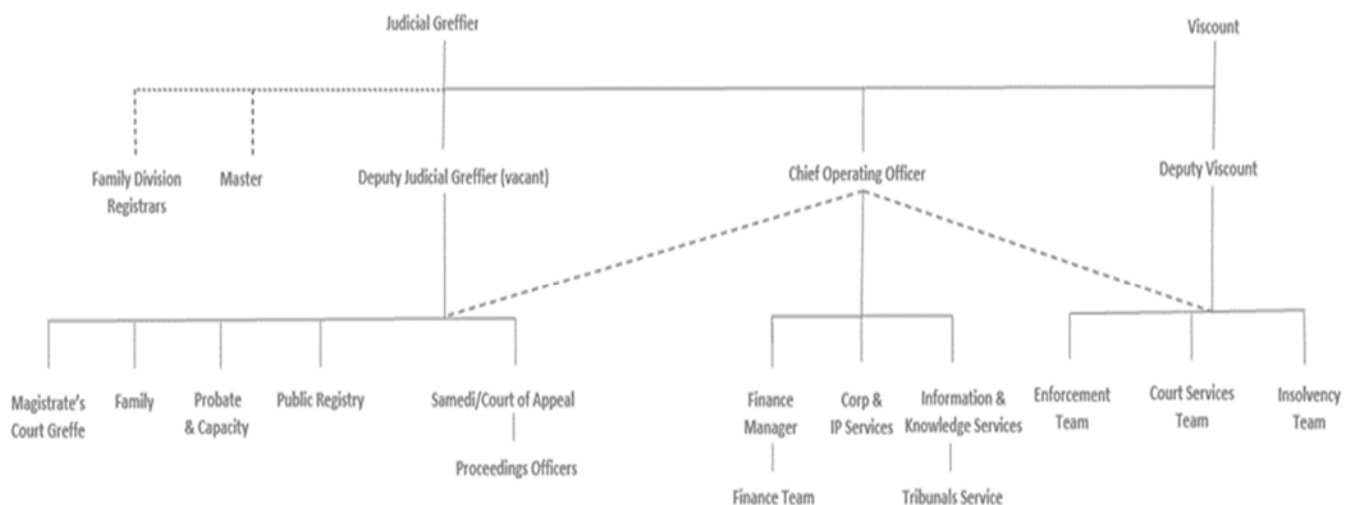 Judicial Greffier
Viscount
Family Division
Registrars
Master
Deputy Judicial Greffier (vacant)
Chief Operating Officer
Deputy Viscount
Magistrate's
Court Greffe
Family
Probate
& Capacity
Public Registry
Samedi/Court of Appeal
Proceedings Officers
Finance
Manager
Corp &
IP Services
Information &
Knowledge Services
Enforcement
Team
Court Services
Team
Insolvency
Team
Finance Team
Tribunals Service